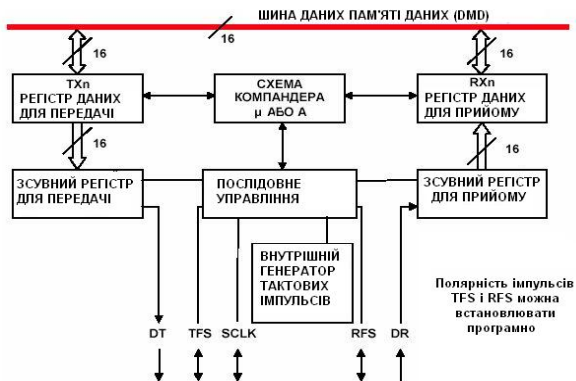 ШИНА ДАНИХ ПАМ'ЯТІ ДАНИХ (DMD)
16
16
16
TXn
РЕГІСТР ДАНИХ
ДЛЯ ПЕРЕДАЧІ
СХЕМА
КОМПАНДЕРА
μ АБО А
RXn
РЕГІСТР ДАНИХ
ДЛЯ ПРИЙОМУ
16
16
ЗСУВНИЙ РЕГІСТР
ДЛЯ ПЕРЕДАЧІ
ПОСЛІДОВНЕ
УПРАВЛІННЯ
ЗСУВНИЙ РЕГІСТР
ДЛЯ ПРИЙОМУ
ВНУТРІШНІЙ
ГЕНЕРАТОР
ТАКТОВИХ
ІМПУЛЬСІВ
Полярність імпульсів
TFS і RFS можна
встановлювати
програмно
DT TFS SCLK RFS DR